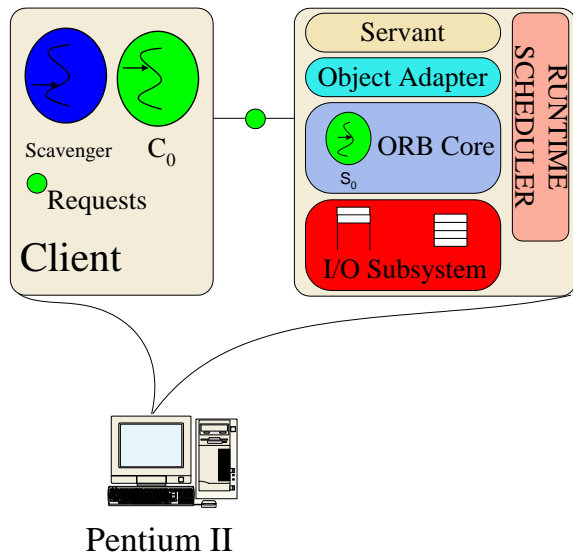 Scavenger
C0
Requests
Client
Servant
Object Adapter
ORB Core
S0
I/O Subsystem
RUNTIME
SCHEDULER
Pentium II